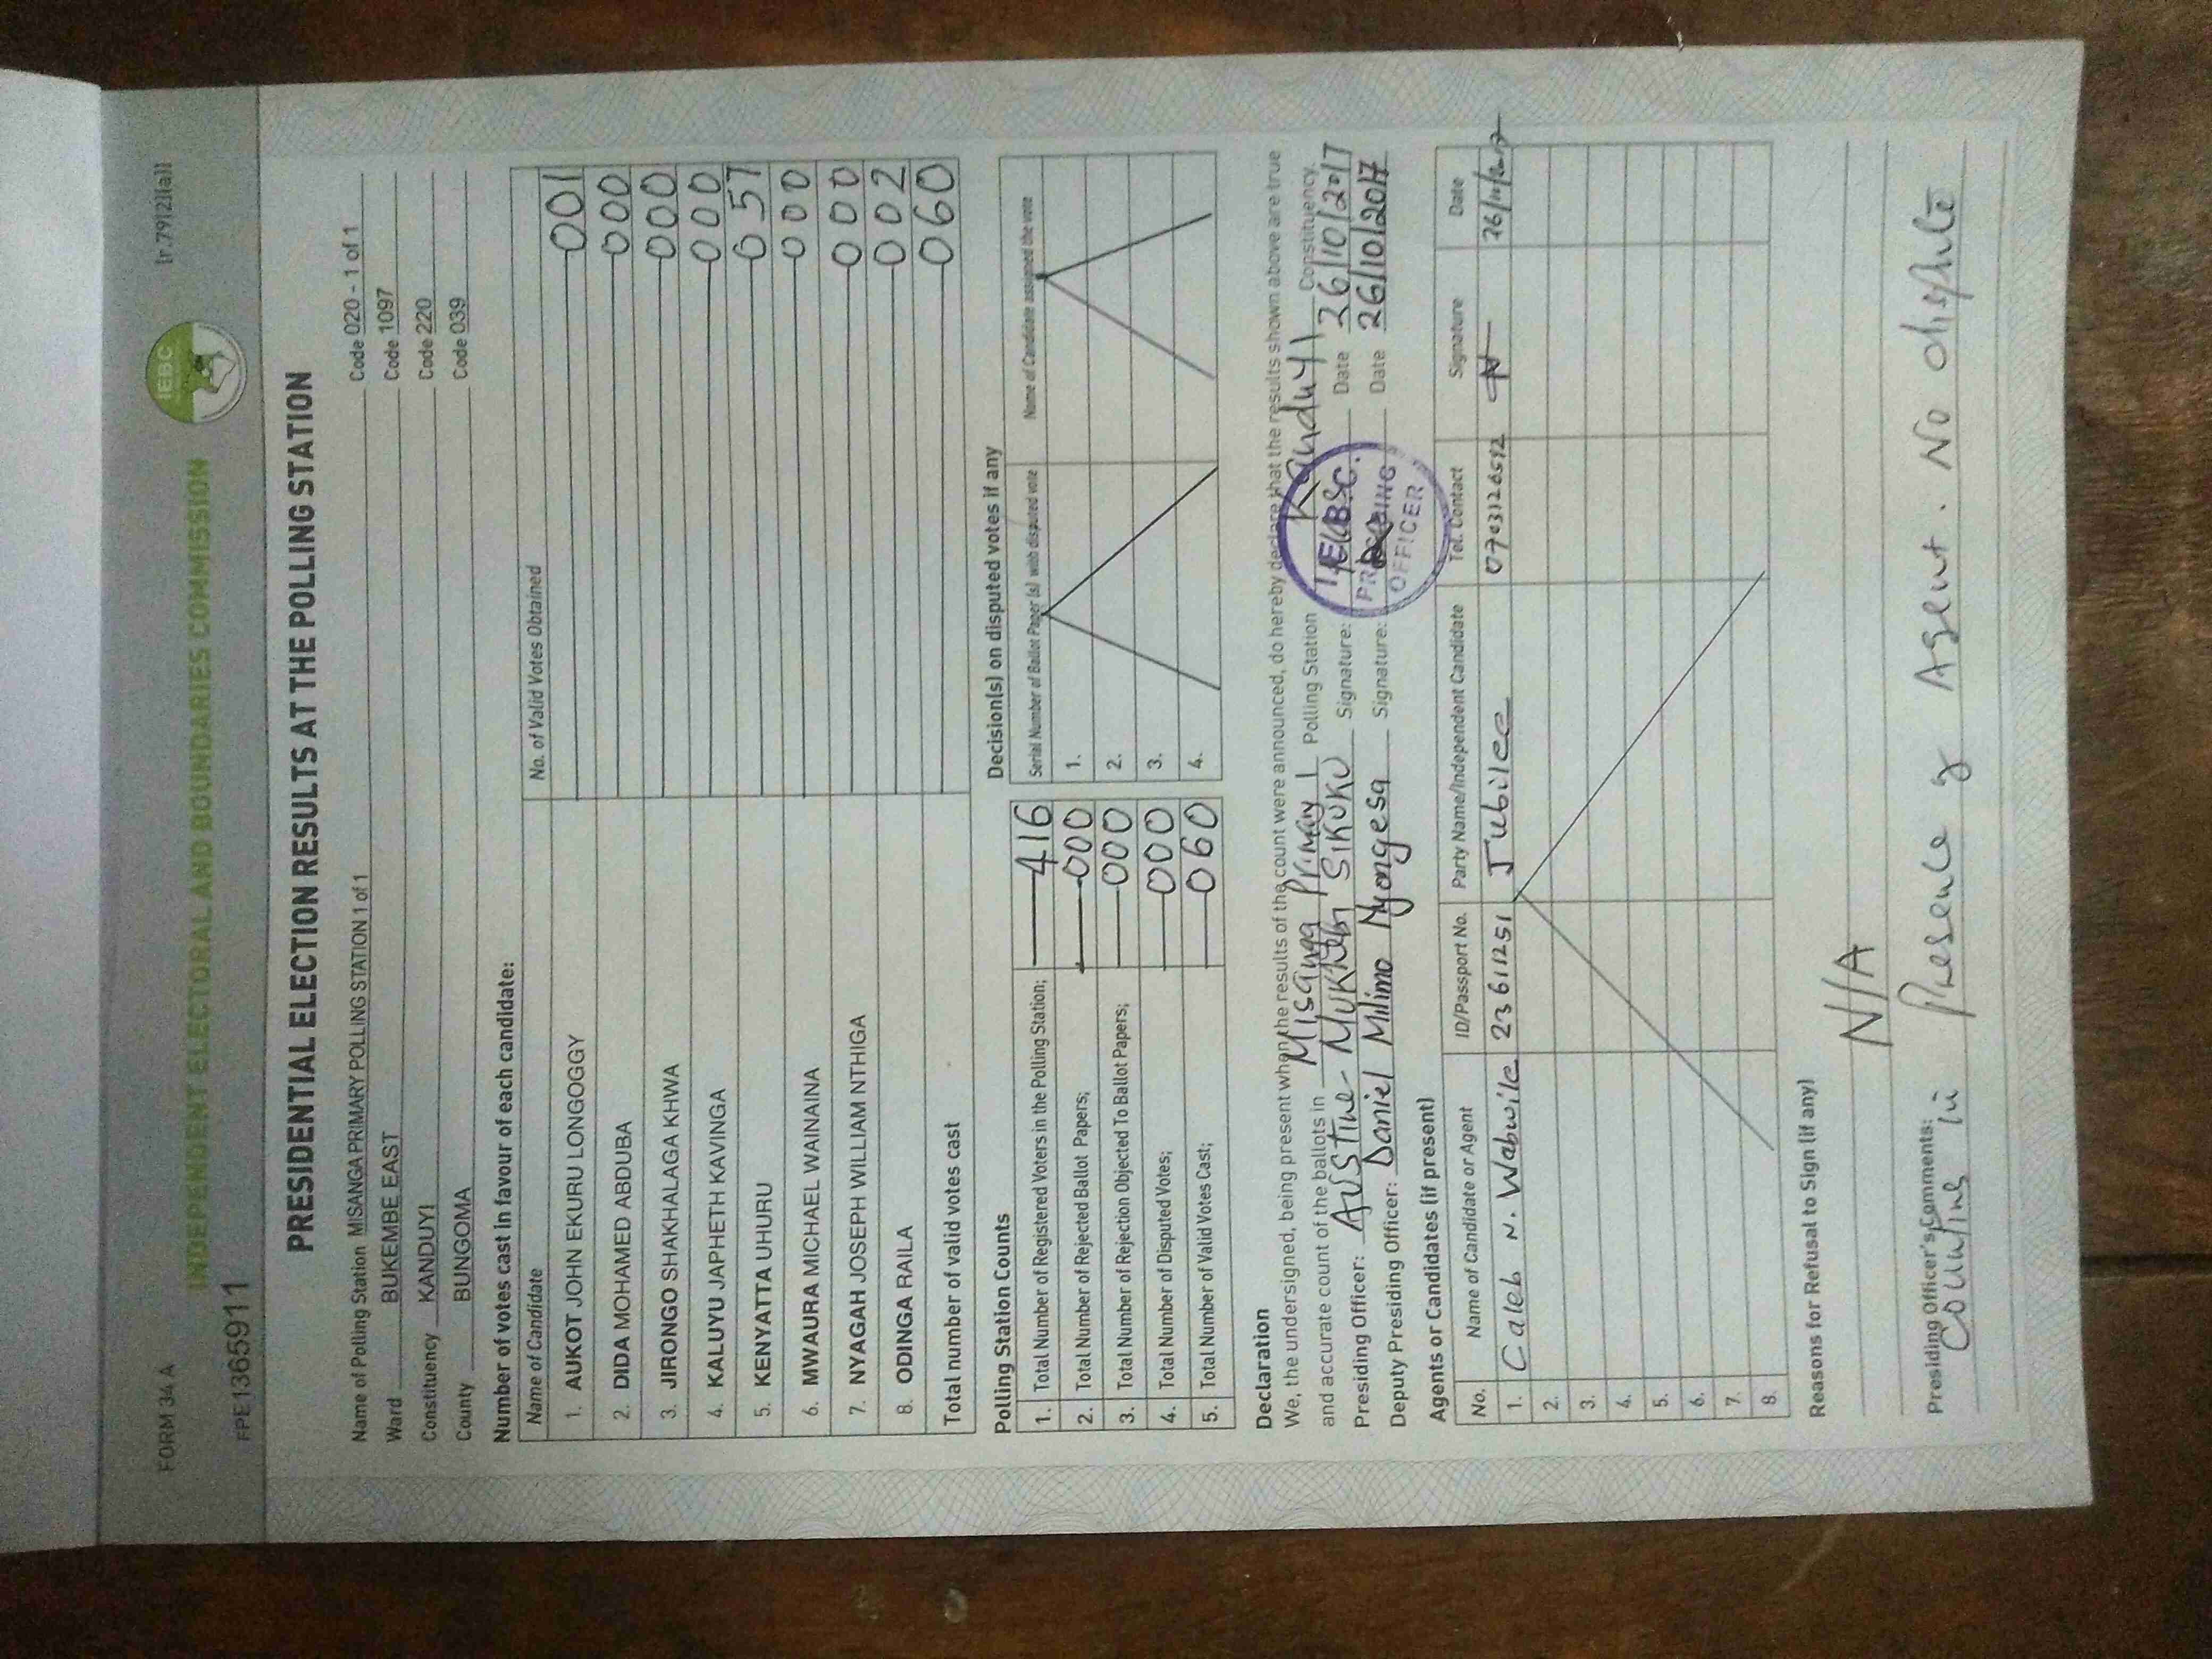 FORM 34 A
[r.79(2)(a)]
FPE1365911
INDEPENDENT ELECTORAL AND BOUNDARIES COMMISSION
IEBC
PRESIDENTIAL ELECTION RESULTS AT THE POLLING STATION
Name of Polling Station MISANGA PRIMARY POLLING STATION 1 of 1 Code 020 - 1 of 1
Ward BUKEMBE EAST Code 1097
Constituency KANDUYI Code 220
County BUNGOMA Code 039
Number of votes cast in favour of each candidate:
Name of Candidate No. of Valid Votes Obtained
1. AUKOT JOHN EKURU LONGOGGY 001
2. DIDA MOHAMED ABDUBA 000
3. JIRONGO SHAKHALAGA KHWA 000
4. KALUYU JAPHETH KAVINGA 000
5. KENYATTA UHURU 057
6. MWAURA MICHAEL WAINAINA 000
7. NYAGAH JOSEPH WILLIAM NTHIGA 000
8. ODINGA RAILA 002
Total number of valid votes cast 060
Polling Station Counts
1. Total Number of Registered Voters in the Polling Station; 416
2. Total Number of Rejected Ballot Papers; 000
3. Total Number of Rejection Objected To Ballot Papers; 000
4. Total Number of Disputed Votes; 000
5. Total Number of Valid Votes Cast; 060
Decision(s) on disputed votes if any
Serial Number of Ballot Paper (s) with disputed vote Name of Candidate assigned the vote
1.
2.
3.
4.
Declaration
We, the undersigned, being present when the results of the count were announced, do hereby declare that the results shown above are true
and accurate count of the ballots in Misanga Primary 1 Polling Station Kanduyi Constituency.
Presiding Officer: AUSTINE MUKHEBI SIKUKU Signature: Date 26/10/2017
Deputy Presiding Officer: Daniel Milimo Nyongesa Signature: Date 26/10/2017
PRESIDING
OFFICER
Agents or Candidates (if present)
No. Name of Candidate or Agent ID/Passport No. Party Name/Independent Candidate Tel. Contact Signature Date
1. Caleb N. Wabwile 23611251 Jubilee 0703126592 26/10/2017
2.
3.
4.
5.
6.
7.
8.
Reasons for Refusal to Sign (if any)
N/A
Presiding Officer's Comments:
Counting in Presence of Agent. No dispute